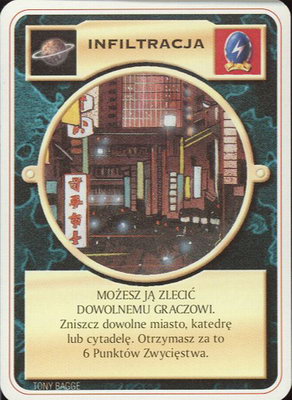 INFILTRACJA
MOŻESZ JĄ ZLECIĆ
DOWOLNEMU GRACZOWI.
Zniszcz dowolne miasto, katedrę
lub cytadelę. Otrzymasz za to
6 Punktów Zwycięstwa.
TONY BAGGE